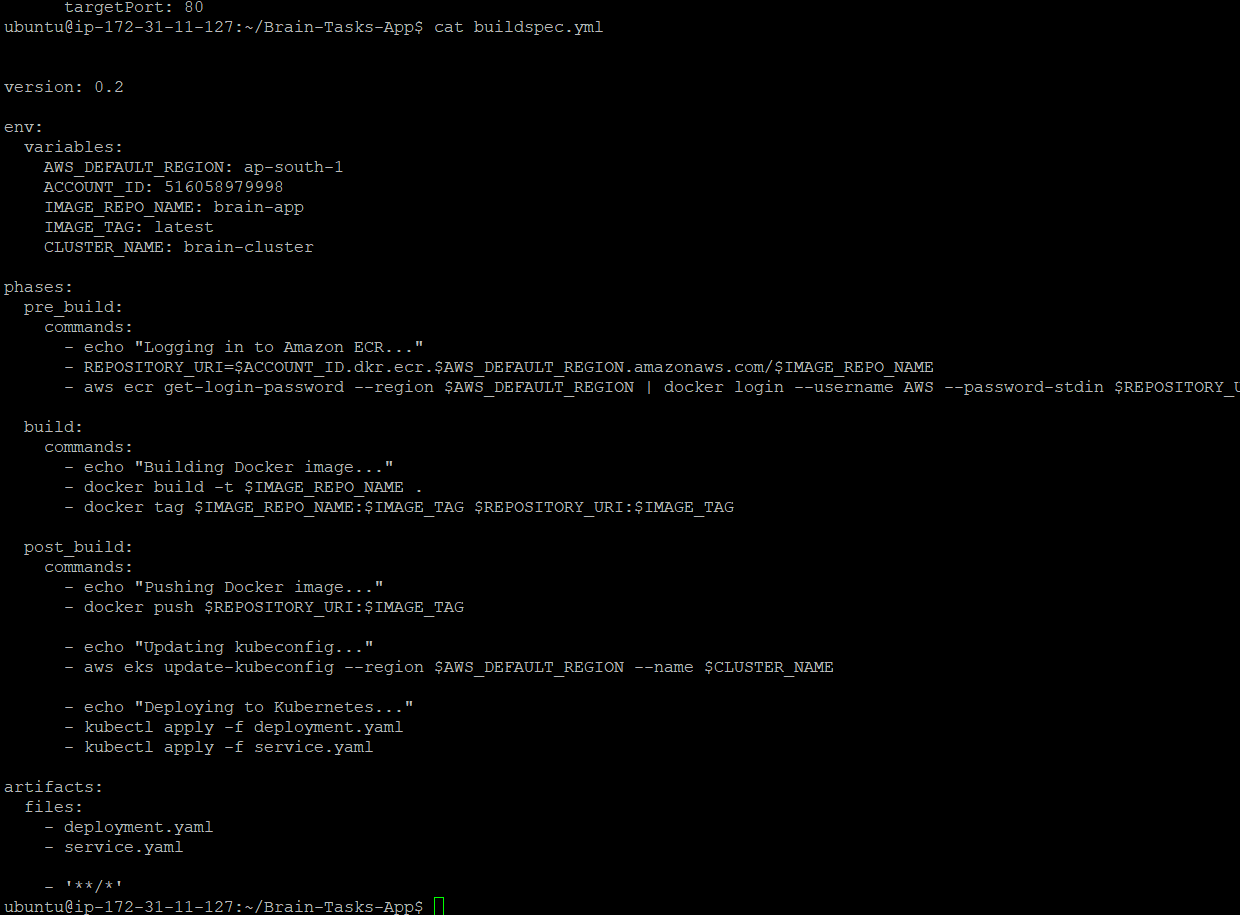 targetPort: 80
ubuntu@ip-172-31-11-127:~/Brain-Tasks-App$ cat buildspec.yml
version: 0.2
env:
variables:
AWS_DEFAULT_REGION: ap-south-1
ACCOUNT_ID: 516058979998
IMAGE_REPO_NAME: brain-app
IMAGE_TAG: latest
CLUSTER_NAME: brain-cluster
phases:
pre_build:
commands:
- echo "Logging in to Amazon ECR..."
- REPOSITORY_URI=$ACCOUNT_ID.dkr.ecr.$AWS_DEFAULT_REGION.amazonaws.com/$IMAGE_REPO_NAME
- aws ecr get-login-password --region $AWS_DEFAULT_REGION | docker login --username AWS --password-stdin $REPOSITORY_U
build:
commands:
- echo "Building Docker image..."
- docker build -t $IMAGE_REPO_NAME .
- docker tag $IMAGE_REPO_NAME:$IMAGE_TAG $REPOSITORY_URI:$IMAGE_TAG
post_build:
commands:
- echo "Pushing Docker image..."
- docker push $REPOSITORY_URI:$IMAGE_TAG
- echo "Updating kubeconfig..."
- aws eks update-kubeconfig --region $AWS_DEFAULT_REGION --name $CLUSTER_NAME
- echo "Deploying to Kubernetes..."
- kubectl apply -f deployment.yaml
- kubectl apply -f service.yaml
artifacts:
files:
- deployment.yaml
- service.yaml
- '**/*'
ubuntu@ip-172-31-11-127:~/Brain-Tasks-App$